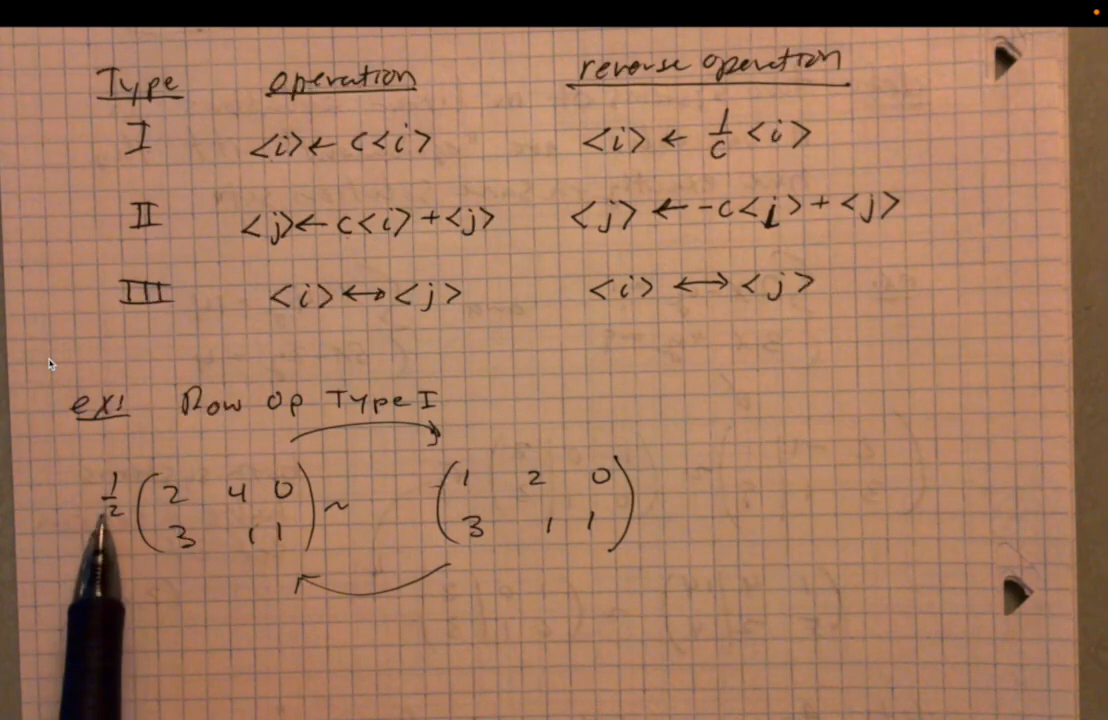 Type operation reverse operation
I <i> ← c<i> <i> ← 1/c <i>
II <j> ← c<i> + <j> <j> ← -c<i> + <j>
III <i> ↔ <j> <i> ↔ <j>
ex! Row Op Type I
1/2 ( 2 4 0 ) ~ ( 1 2 0 )
( 3 1 1 ) ( 3 1 1 )